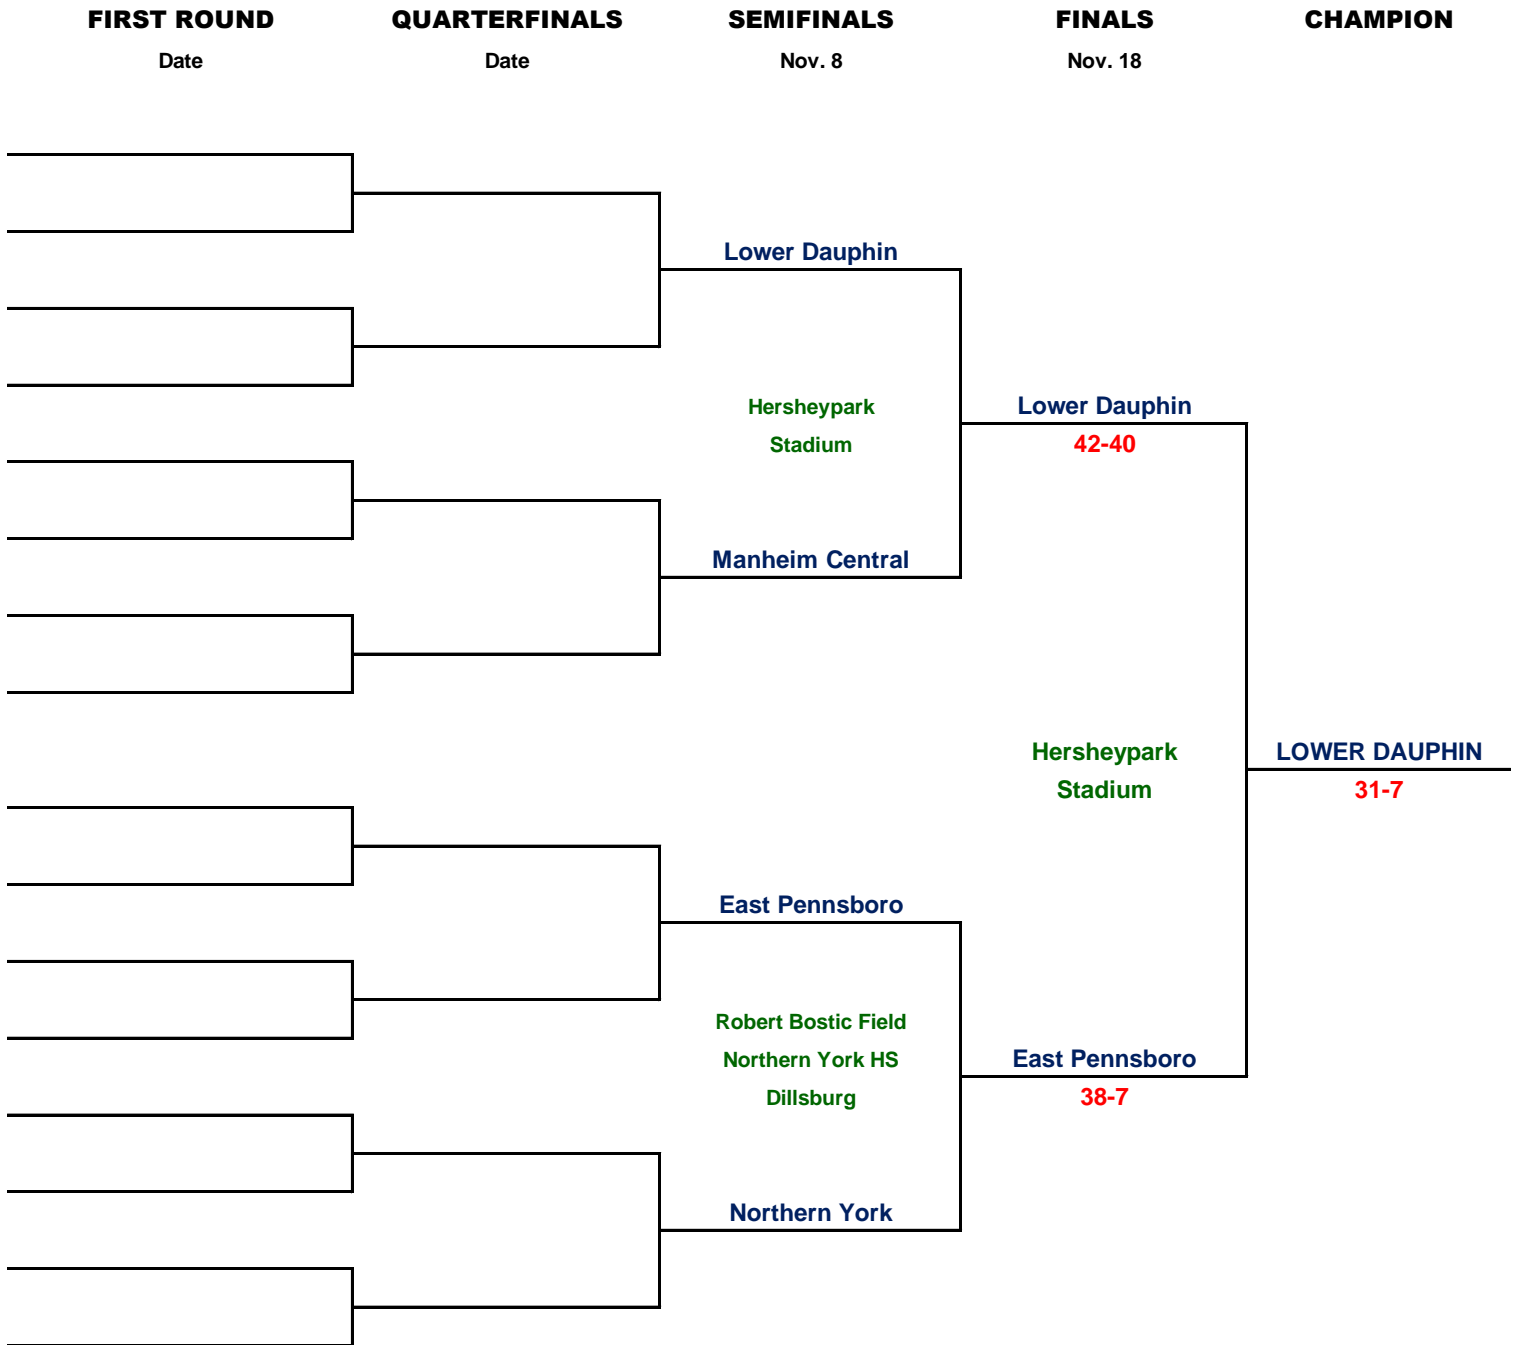 FIRST ROUND QUARTERFINALS SEMIFINALS FINALS CHAMPION
Date Date Nov. 8 Nov. 18
Lower Dauphin
Hersheypark
Stadium
Lower Dauphin
42-40
Manheim Central
Hersheypark
Stadium
LOWER DAUPHIN
31-7
East Pennsboro
Robert Bostic Field
Northern York HS
Dillsburg
East Pennsboro
38-7
Northern York